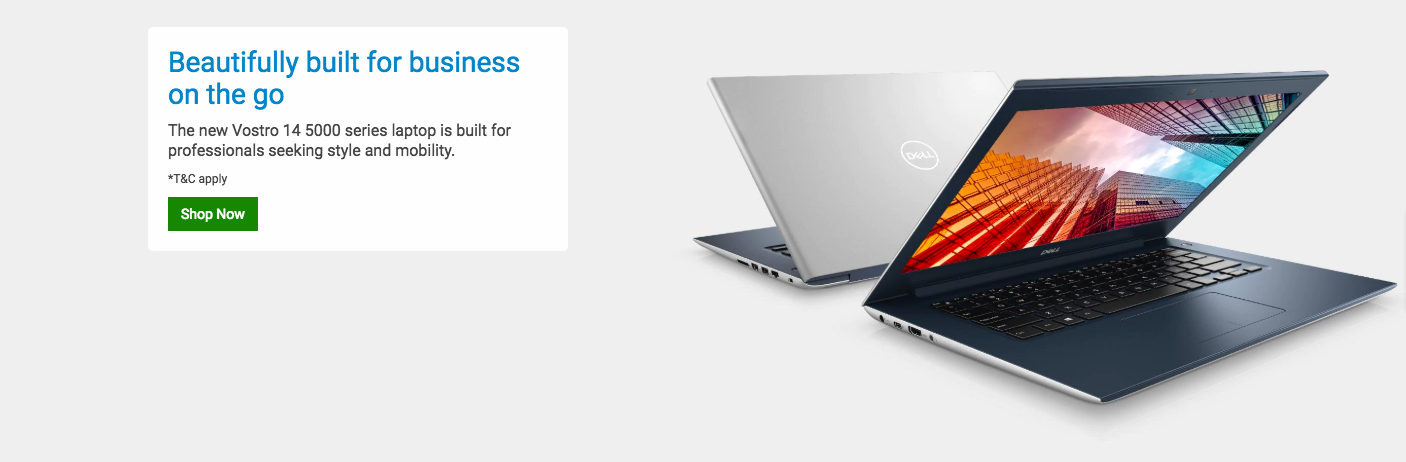 Beautifully built for business
on the go
The new Vostro 14 5000 series laptop is built for
professionals seeking style and mobility.
*T&C apply
Shop Now
DELL
DELL